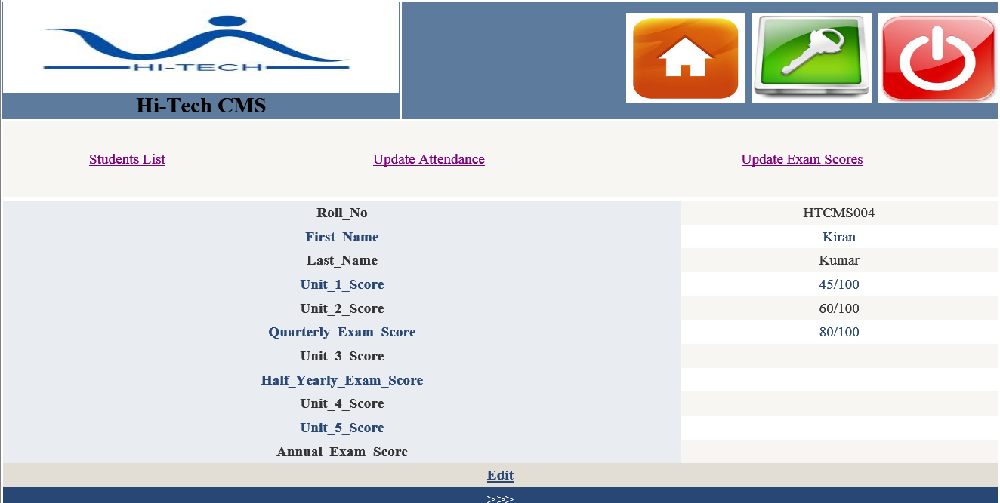 HI-TECH
Hi-Tech CMS
Students List Update Attendance Update Exam Scores
Roll_No HTCMS004
First_Name Kiran
Last_Name Kumar
Unit_1_Score 45/100
Unit_2_Score 60/100
Quarterly_Exam_Score 80/100
Unit_3_Score
Half_Yearly_Exam_Score
Unit_4_Score
Unit_5_Score
Annual_Exam_Score
Edit
>>>